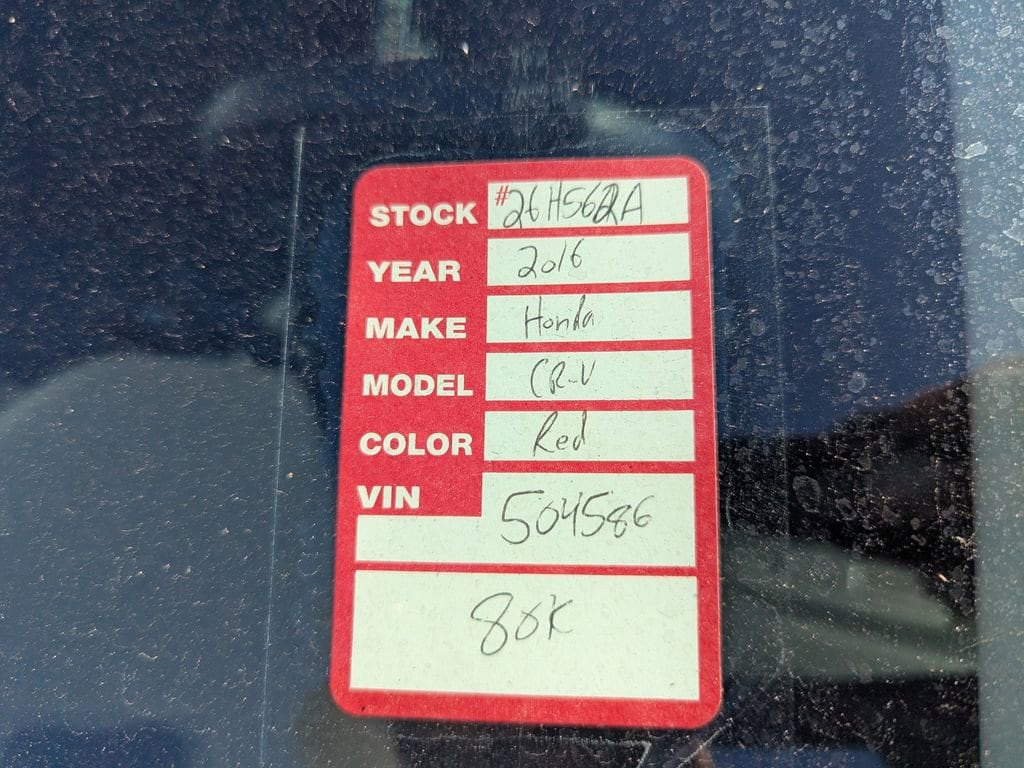 STOCK #26H562A
YEAR 2016
MAKE Honda
MODEL CR-V
COLOR Red
VIN 504586
80K